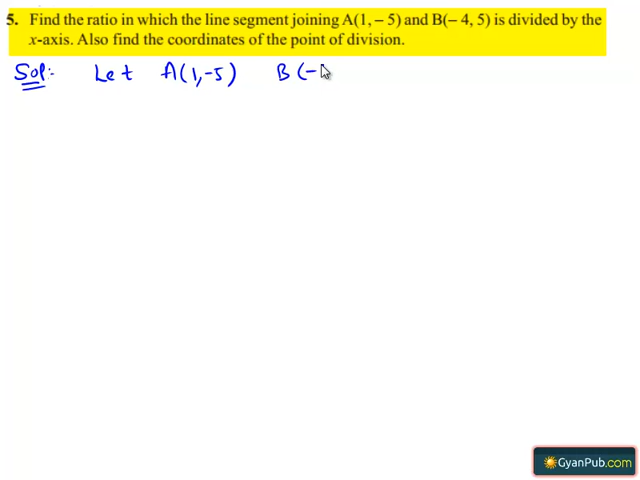 5. Find the ratio in which the line segment joining A(1, – 5) and B(– 4, 5) is divided by the
x-axis. Also find the coordinates of the point of division.
Sol: Let A(1,-5) B(-
GyanPub.com